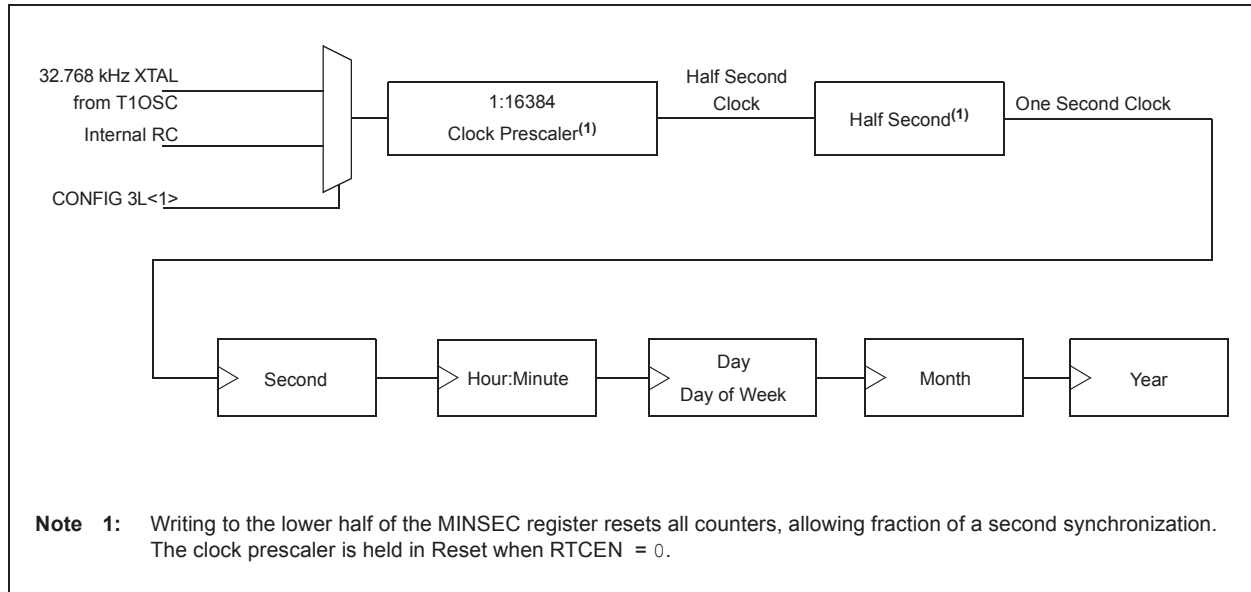 32.768 kHz XTAL
from T1OSC
Internal RC
CONFIG 3L<1>
1:16384
Clock Prescaler(1)
Half Second
Clock
Half Second(1)
One Second Clock
Second
Hour:Minute
Day
Day of Week
Month
Year
Note 1: Writing to the lower half of the MINSEC register resets all counters, allowing fraction of a second synchronization.
The clock prescaler is held in Reset when RTCEN = 0.